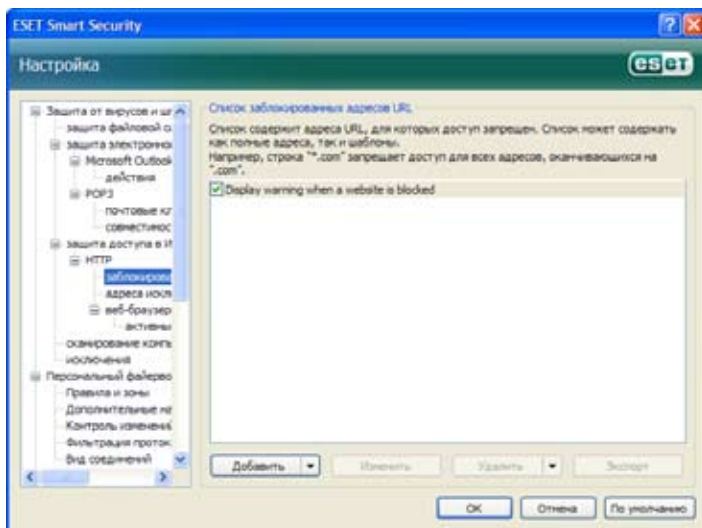 ESET Smart Security
Настройка
eset
Защита от вирусов и шп
защита файловой с
защита электронно
Microsoft Outlook
действия
POP3
почтовые кл
совместимос
защита доступа в И
HTTP
заблокирова
адреса искл
веб-браузер
активны
сканирование компь
исключения
Персональный файерво
Правила и зоны
Дополнительные на
Контроль изменений
Фильтрация проток
Вид соединений
Список заблокированных адресов URL
Список содержит адреса URL, для которых доступ запрещен. Список может содержать
как полные адреса, так и шаблоны.
Например, строка "*.com" запрещает доступ для всех адресов, оканчивающихся на
".com".
Display warning when a website is blocked
Добавить
Изменить
Удалить
Экспорт
OK
Отмена
По умолчанию